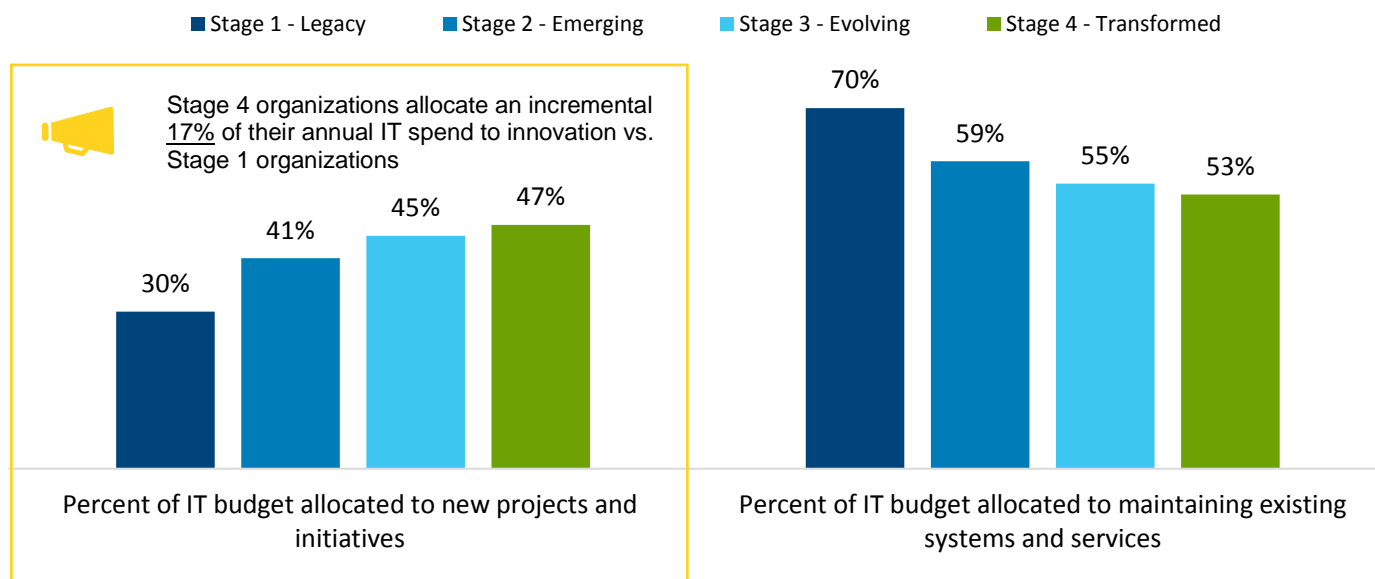 Stage 1 - Legacy
Stage 2 - Emerging
Stage 3 - Evolving
Stage 4 - Transformed
Stage 4 organizations allocate an incremental
17% of their annual IT spend to innovation vs.
Stage 1 organizations
30%
41%
45%
47%
Percent of IT budget allocated to new projects and
initiatives
70%
59%
55%
53%
Percent of IT budget allocated to maintaining existing
systems and services